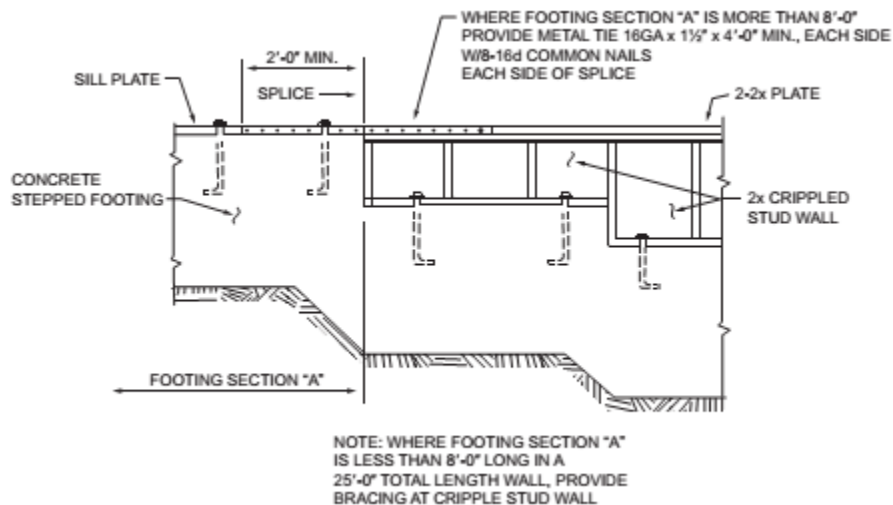 WHERE FOOTING SECTION “A” IS MORE THAN 8'-0"
PROVIDE METAL TIE 16GA x 1½" x 4'-0" MIN., EACH SIDE
W/8-16d COMMON NAILS
EACH SIDE OF SPLICE
2'-0" MIN.
SILL PLATE
SPLICE
2-2x PLATE
CONCRETE
STEPPED FOOTING
2x CRIPPLED
STUD WALL
FOOTING SECTION “A”
NOTE: WHERE FOOTING SECTION “A”
IS LESS THAN 8'-0" LONG IN A
25'-0" TOTAL LENGTH WALL, PROVIDE
BRACING AT CRIPPLE STUD WALL